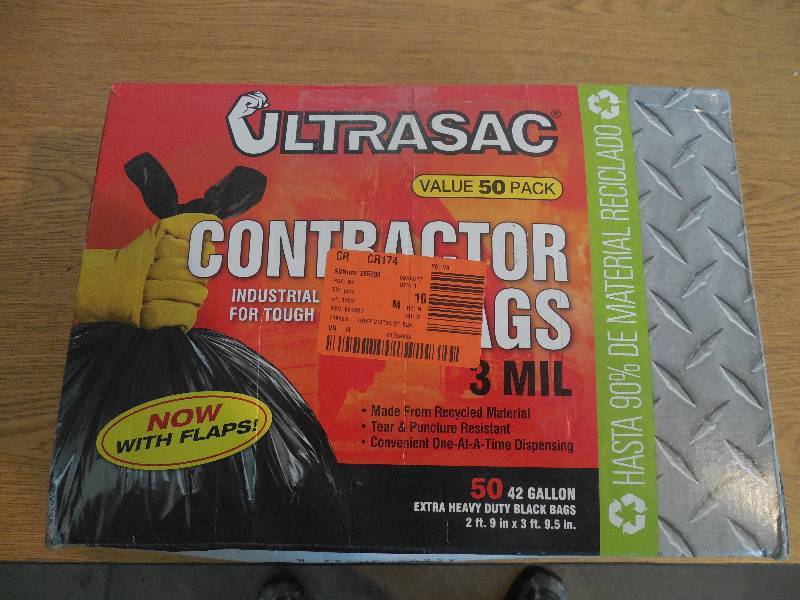 ULTRASAC®
VALUE 50 PACK
CONTRACTOR
BAGS
INDUSTRIAL
FOR TOUGH
CR CR174
M 10
3 MIL
• Made From Recycled Material
• Tear & Puncture Resistant
• Convenient One-At-A-Time Dispensing
NOW
WITH FLAPS!
50 42 GALLON
EXTRA HEAVY DUTY BLACK BAGS
2 ft. 9 in x 3 ft. 9.5 in.
HASTA 90% DE MATERIAL RECICLADO